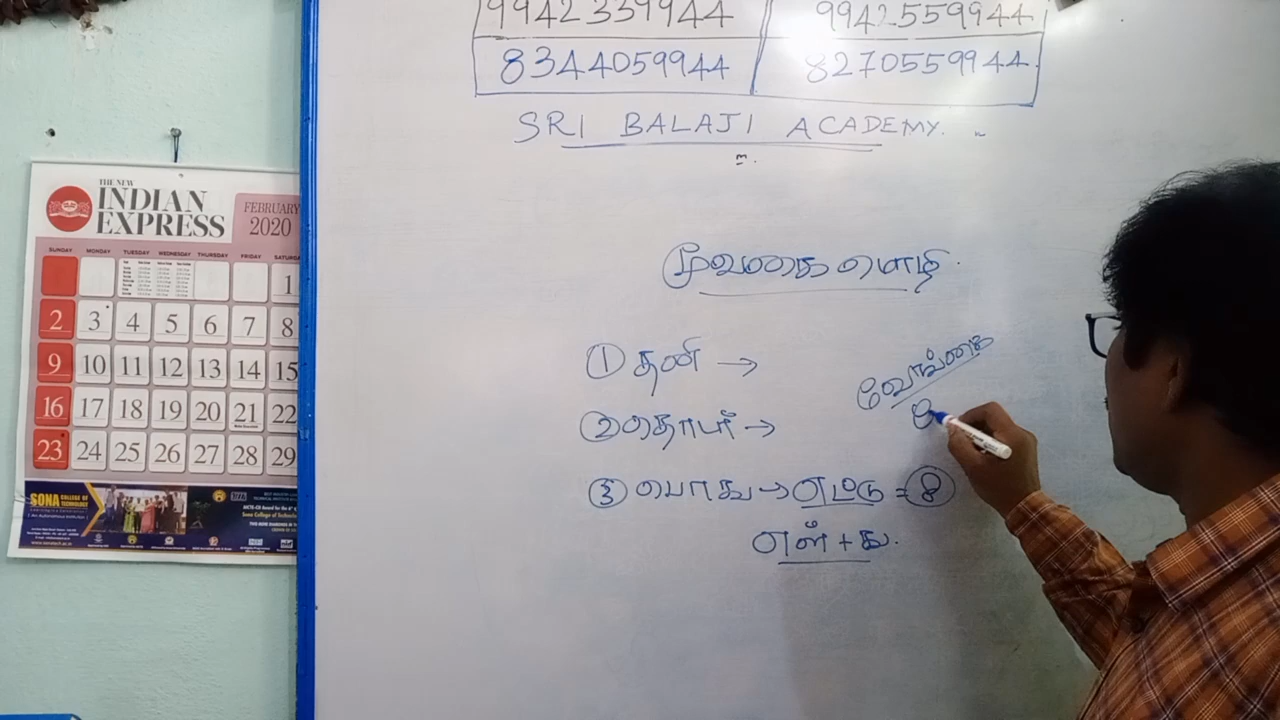 9942339944 9942559944
8344059944 8270559944
SRI BALAJI ACADEMY.
மூவகை மொழி.
① தனி →
வேங்கை
② தொடர் →
③ பொது → எட்டு = 8
எள் + து.
THE NEW
INDIAN
EXPRESS
FEBRUARY
2020
SUNDAY MONDAY TUESDAY WEDNESDAY THURSDAY FRIDAY SATURD
1
2 3 4 5 6 7 8
9 10 11 12 13 14 15
16 17 18 19 20 21 22
23 24 25 26 27 28 29
SONA COLLEGE OF
TECHNOLOGY